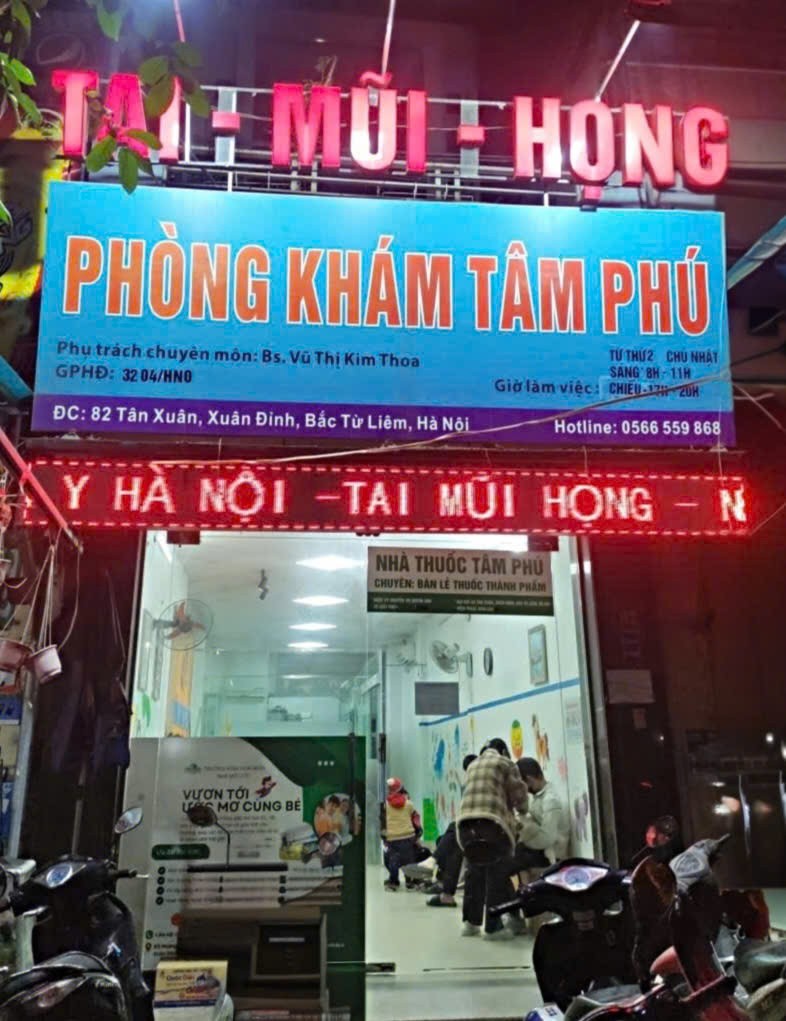 TAI - MŨI - HỌNG
PHÒNG KHÁM TÂM PHÚ
Phụ trách chuyên môn: Bs. Vũ Thị Kim Thoa
GPHĐ: 3204/HNO
Giờ làm việc:
TỪ THỨ 2 CHỦ NHẬT
SÁNG 8H - 11H
CHIỀU - 17H - 20H
ĐC: 82 Tân Xuân, Xuân Đỉnh, Bắc Từ Liêm, Hà Nội
Hotline: 0566 559 868
Y HÀ NỘI - TAI MŨI HỌNG - N
NHÀ THUỐC TÂM PHÚ
CHUYÊN: BÁN LẺ THUỐC THÀNH PHẨM
VƯƠN TỚI
ƯỚC MƠ CÙNG BÉ